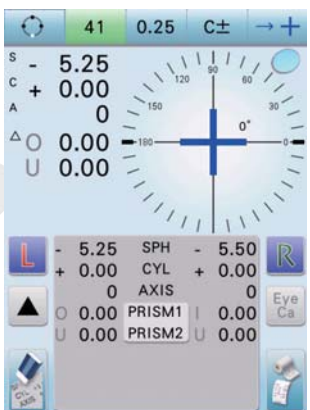 41 0.25 C± →+
S - 5.25
C + 0.00
A 0
△ O 0.00
U 0.00
120 90 60
150 30
180 0
0°
L - 5.25 SPH - 5.50 R
+ 0.00 CYL + 0.00
0 AXIS 0
O 0.00 PRISM1 I 0.00
U 0.00 PRISM2 U 0.00
▲
Eye
Ca
CYL
AXIS